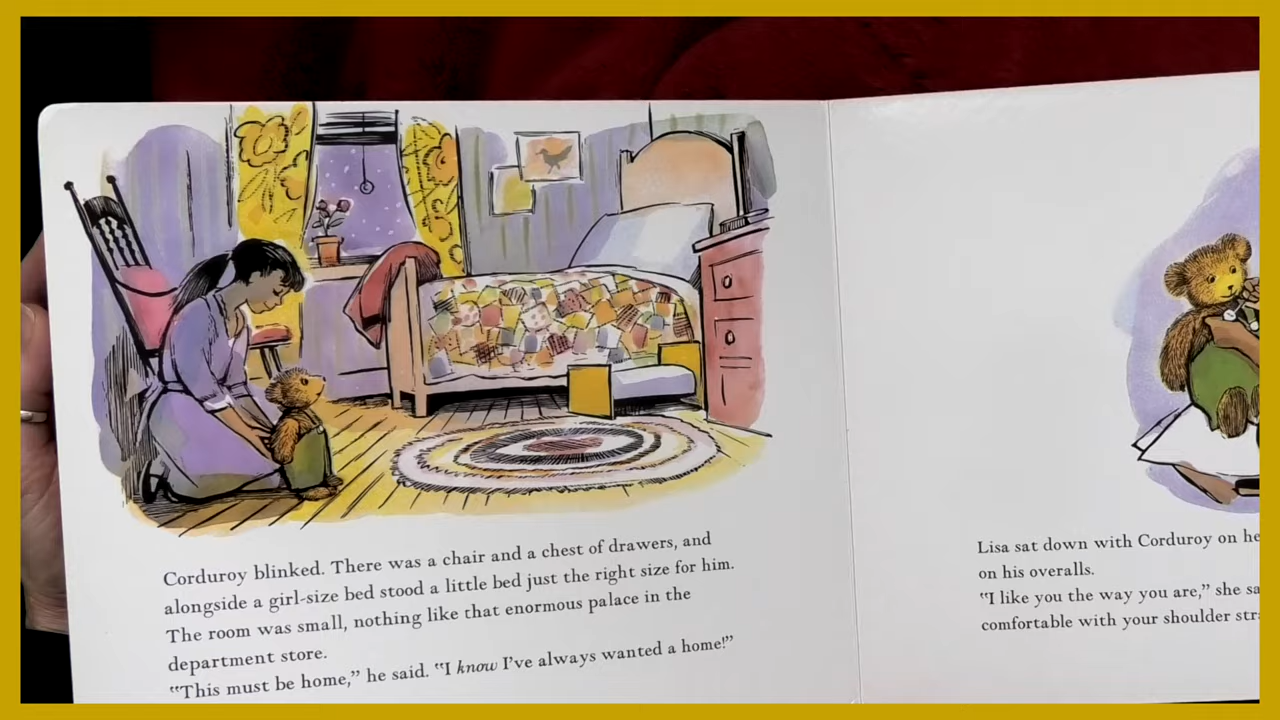 Corduroy blinked. There was a chair and a chest of drawers, and
alongside a girl-size bed stood a little bed just the right size for him.
The room was small, nothing like that enormous palace in the
department store.
“This must be home,” he said. “I know I’ve always wanted a home!”
Lisa sat down with Corduroy on he
on his overalls.
“I like you the way you are,” she sa
comfortable with your shoulder stra